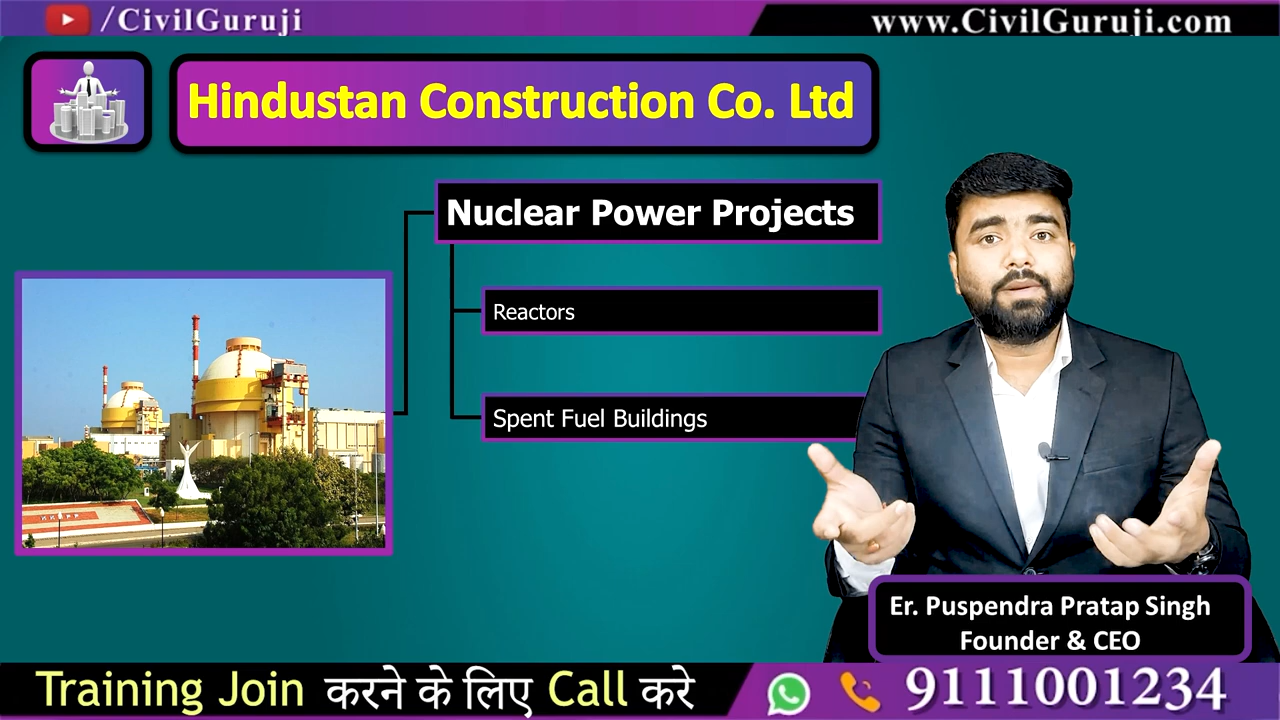 /CivilGuruji
www.CivilGuruji.com
Hindustan Construction Co. Ltd
Nuclear Power Projects
Reactors
Spent Fuel Buildings
Er. Puspendra Pratap Singh
Founder & CEO
Training Join करने के लिए Call करे
9111001234